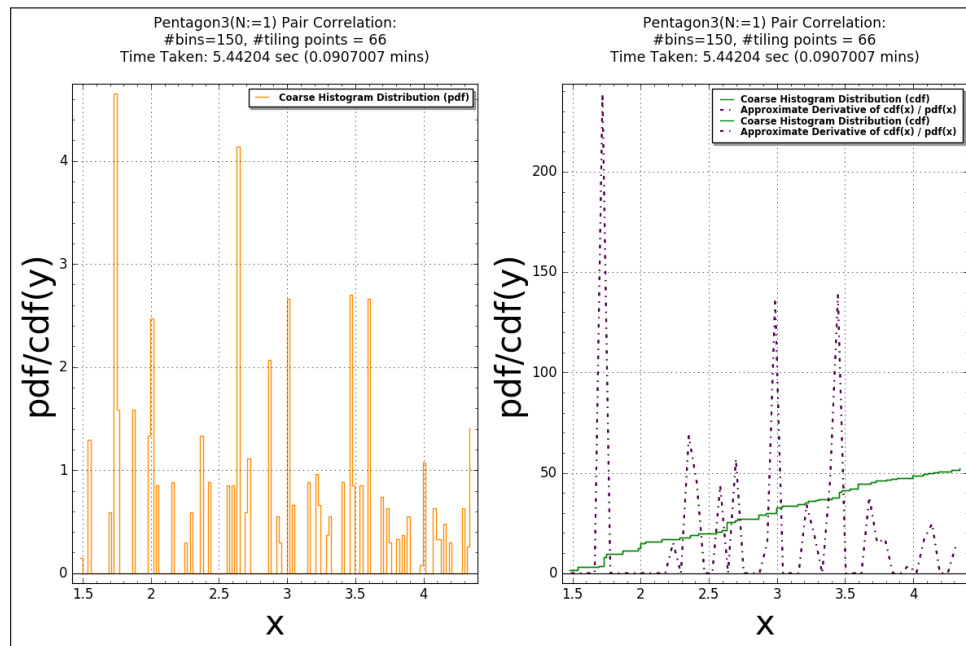 Pentagon3(N:=1) Pair Correlation:
#bins=150, #tiling points = 66
Time Taken: 5.44204 sec (0.0907007 mins)
Coarse Histogram Distribution (pdf)
pdf/cdf(y)
4
3
2
1
0
1.5 2 2.5 3 3.5 4
x
Pentagon3(N:=1) Pair Correlation:
#bins=150, #tiling points = 66
Time Taken: 5.44204 sec (0.0907007 mins)
Coarse Histogram Distribution (cdf)
Approximate Derivative of cdf(x) / pdf(x)
Coarse Histogram Distribution (cdf)
Approximate Derivative of cdf(x) / pdf(x)
pdf/cdf(y)
200
150
100
50
0
1.5 2 2.5 3 3.5 4
x